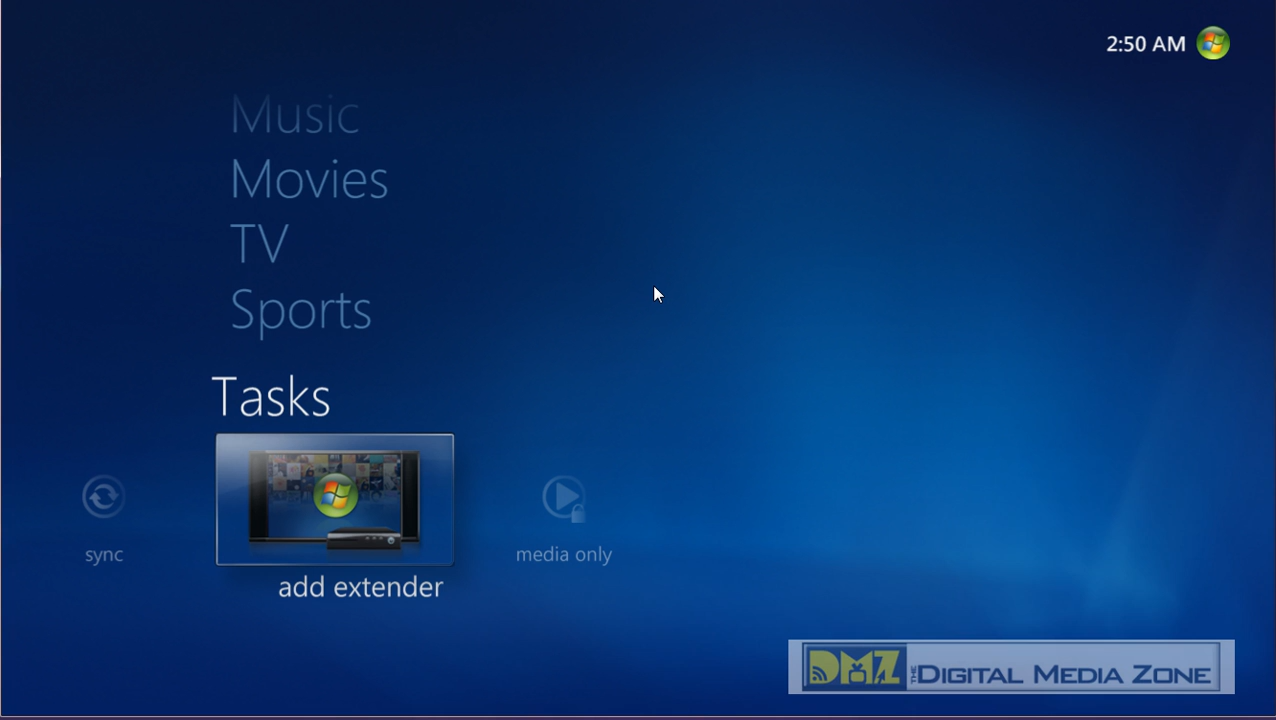 2:50 AM
Music
Movies
TV
Sports
Tasks
sync
media only
add extender
DMZ THE DIGITAL MEDIA ZONE